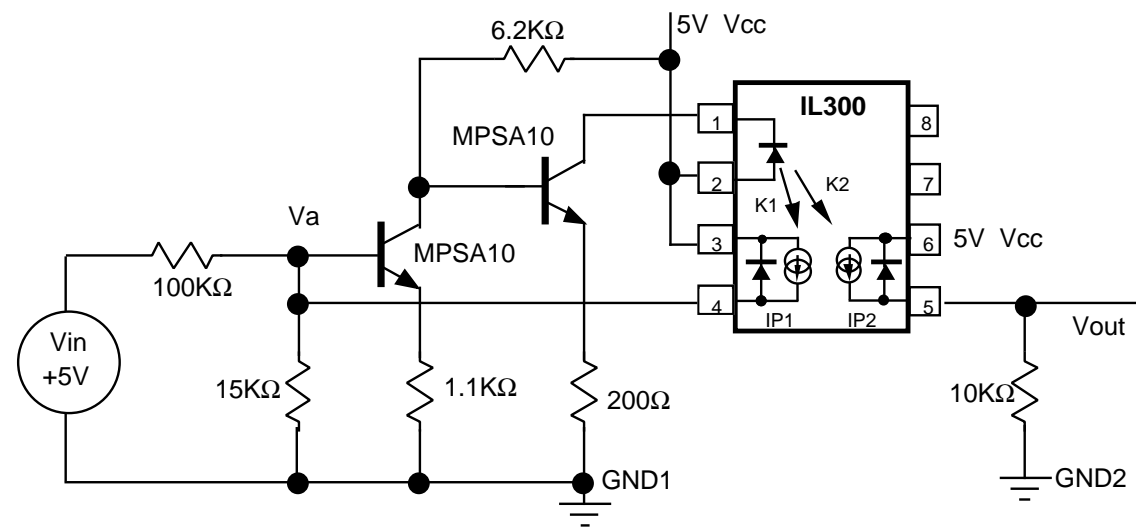 6.2KΩ
5V Vcc
IL300
MPSA10
1
8
2
K1
K2
7
Va
MPSA10
3
6
5V Vcc
100KΩ
4
5
IP1
IP2
Vout
Vin
+5V
15KΩ
1.1KΩ
200Ω
10KΩ
GND1
GND2